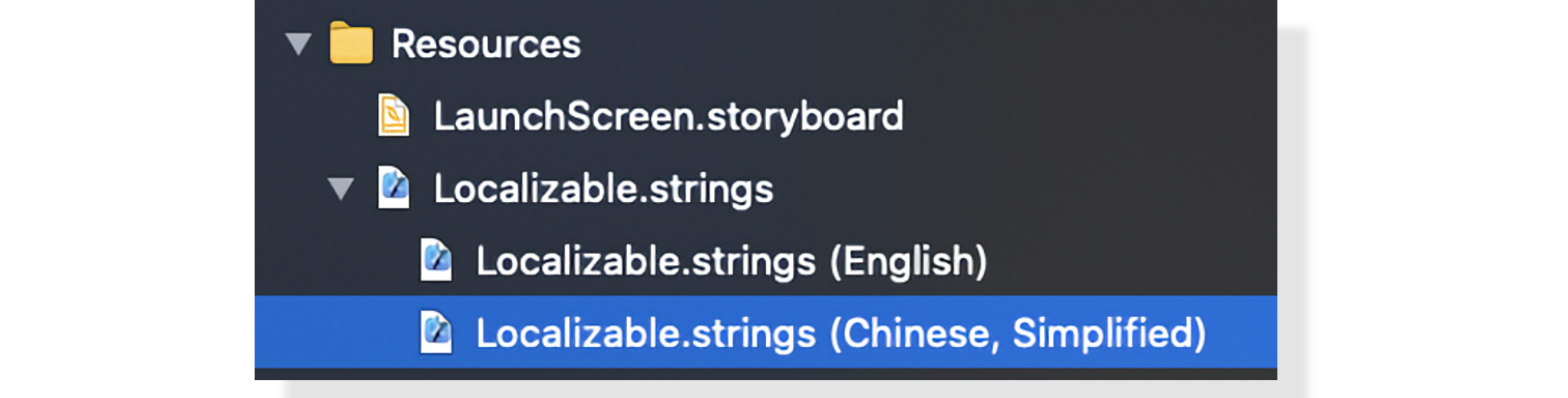 Resources
LaunchScreen.storyboard
Localizable.strings
Localizable.strings (English)
Localizable.strings (Chinese, Simplified)